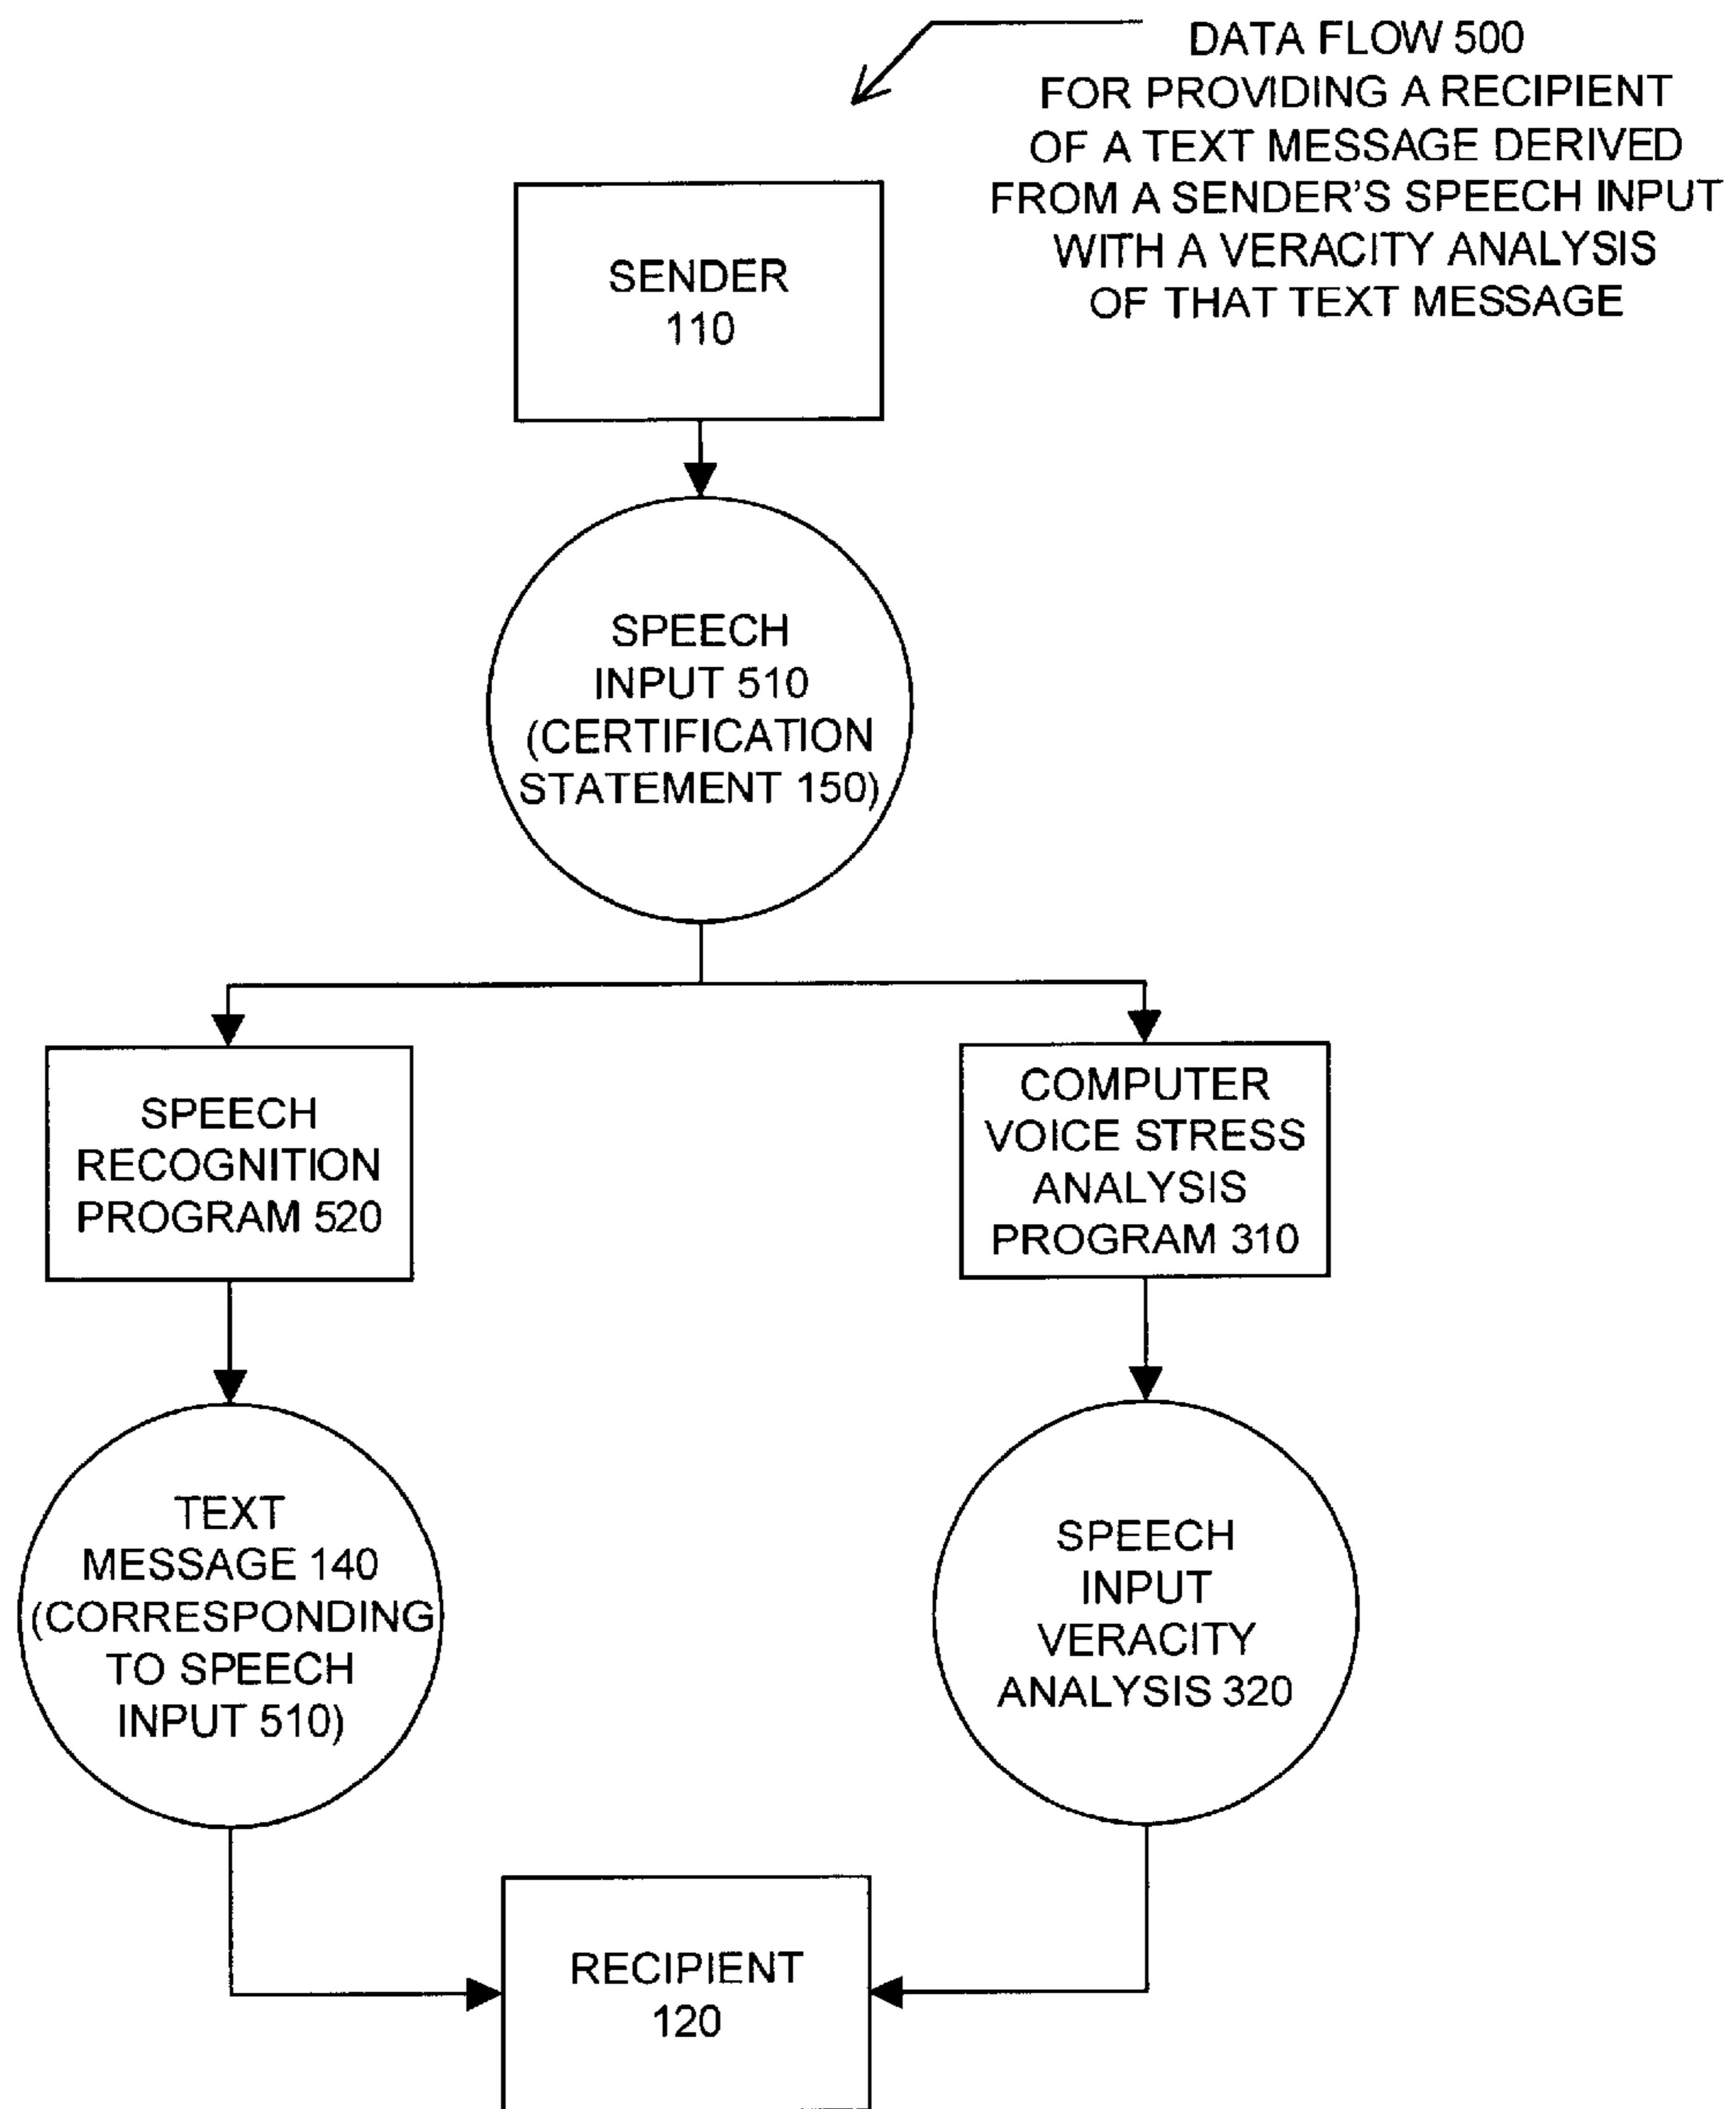 DATA FLOW 500
FOR PROVIDING A RECIPIENT
OF A TEXT MESSAGE DERIVED
FROM A SENDER'S SPEECH INPUT
WITH A VERACITY ANALYSIS
OF THAT TEXT MESSAGE
SENDER
110
SPEECH
INPUT 510
(CERTIFICATION
STATEMENT 150)
SPEECH
RECOGNITION
PROGRAM 520
COMPUTER
VOICE STRESS
ANALYSIS
PROGRAM 310
TEXT
MESSAGE 140
(CORRESPONDING
TO SPEECH
INPUT 510)
SPEECH
INPUT
VERACITY
ANALYSIS 320
RECIPIENT
120